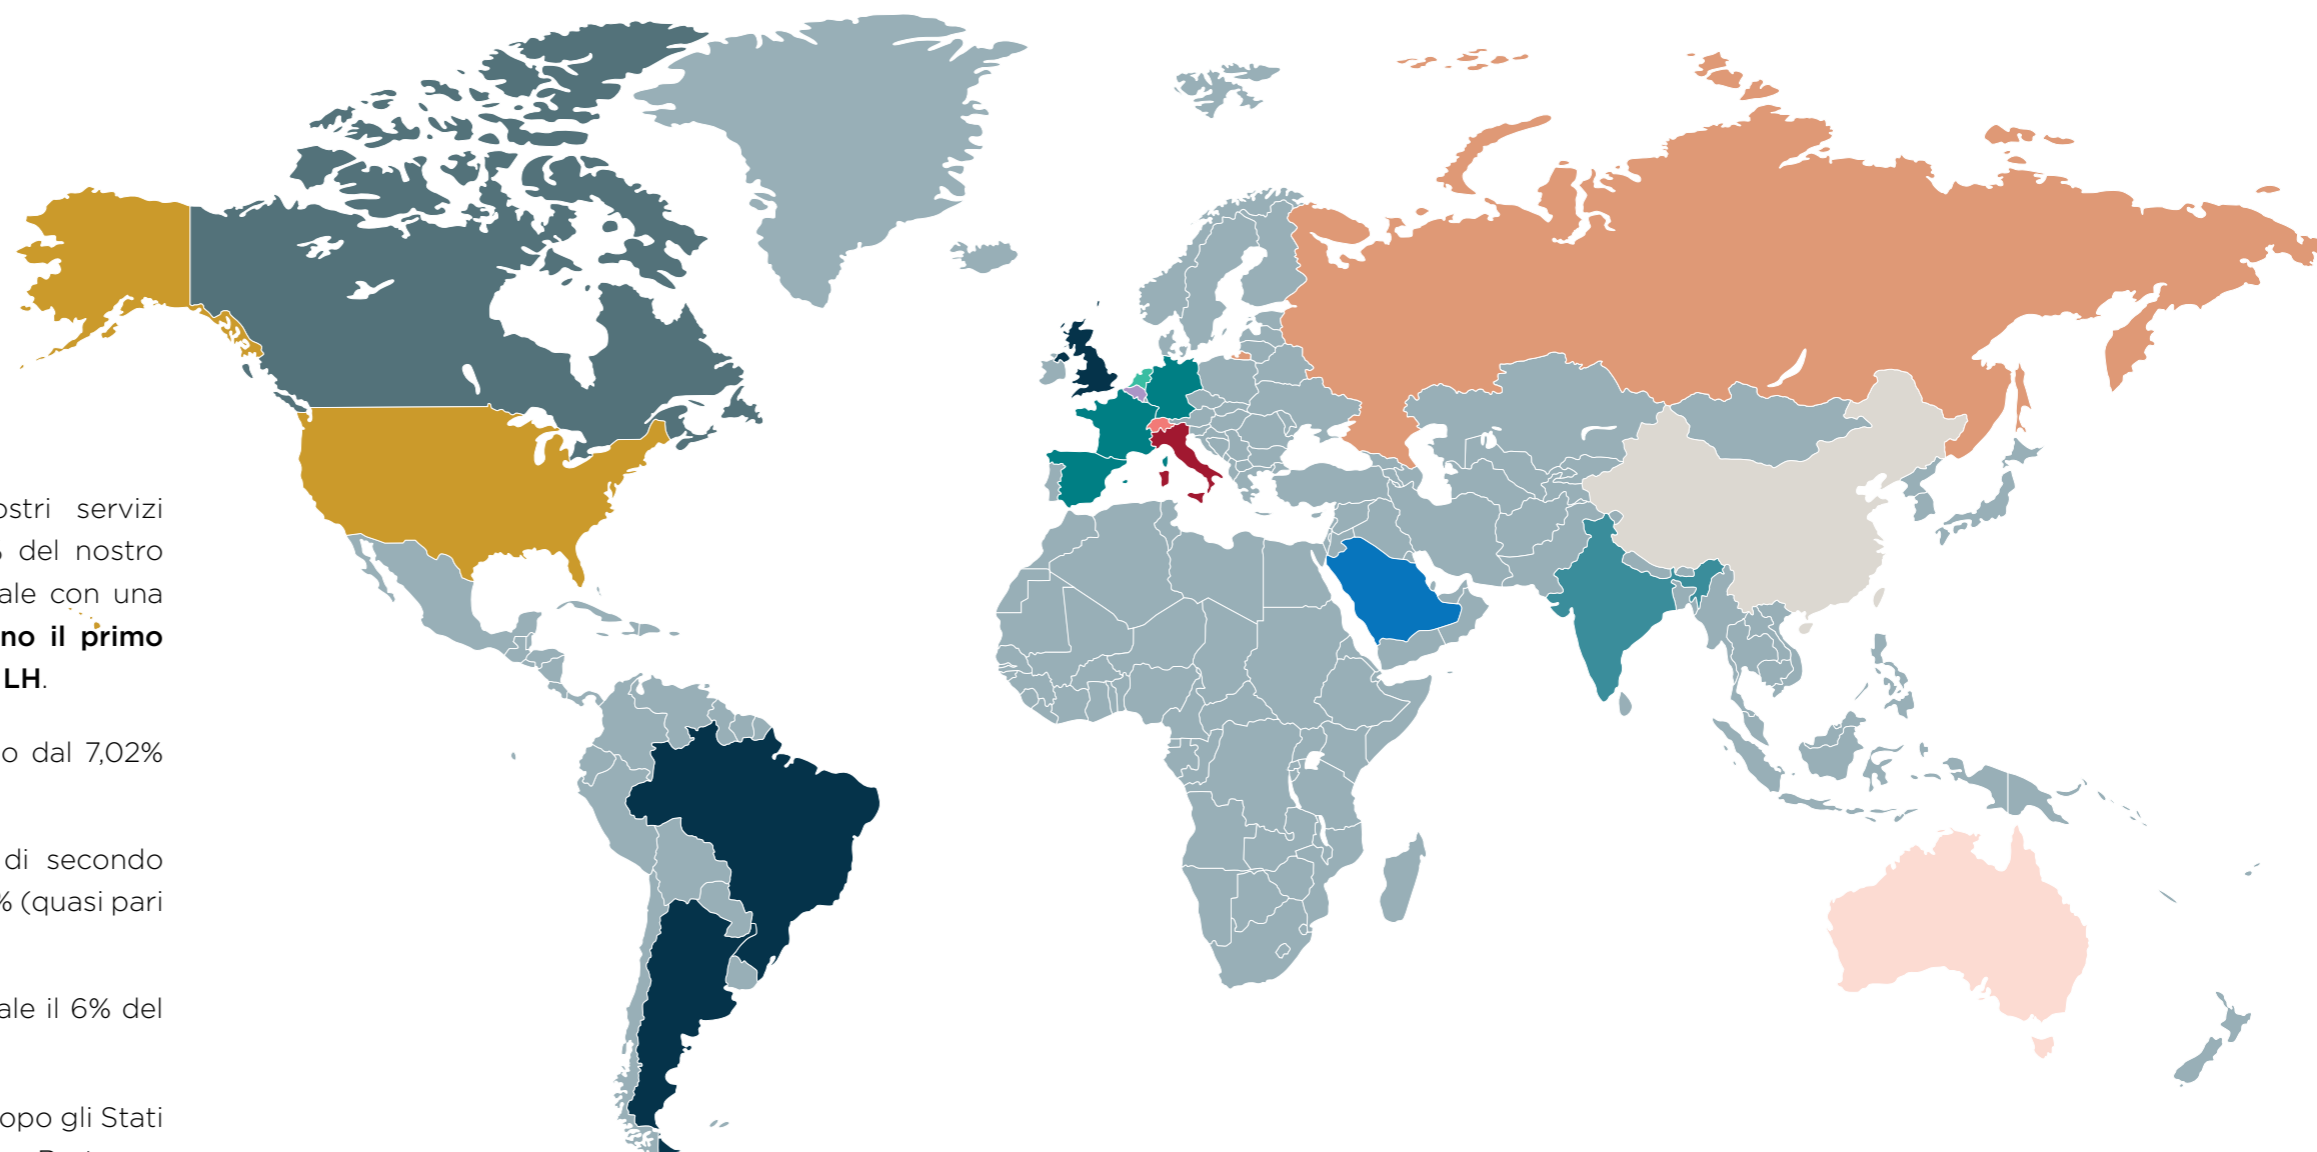 ostri servizi
% del nostro
ale con una
no il primo
LH.
o dal 7,02%
di secondo
% (quasi pari
ale il 6% del
opo gli Stati